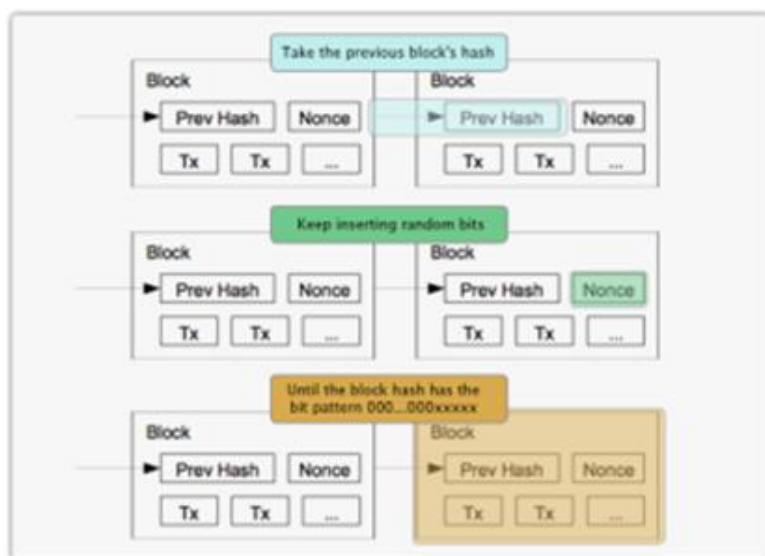 Take the previous block's hash
Block
Block
Prev Hash Nonce
Prev Hash Nonce
Tx Tx ...
Tx Tx ...
Keep inserting random bits
Block
Block
Prev Hash Nonce
Prev Hash Nonce
Tx Tx ...
Tx Tx ...
Until the block hash has the
bit pattern 000...000xxxxx
Block
Block
Prev Hash Nonce
Prev Hash Nonce
Tx Tx ...
Tx Tx ...